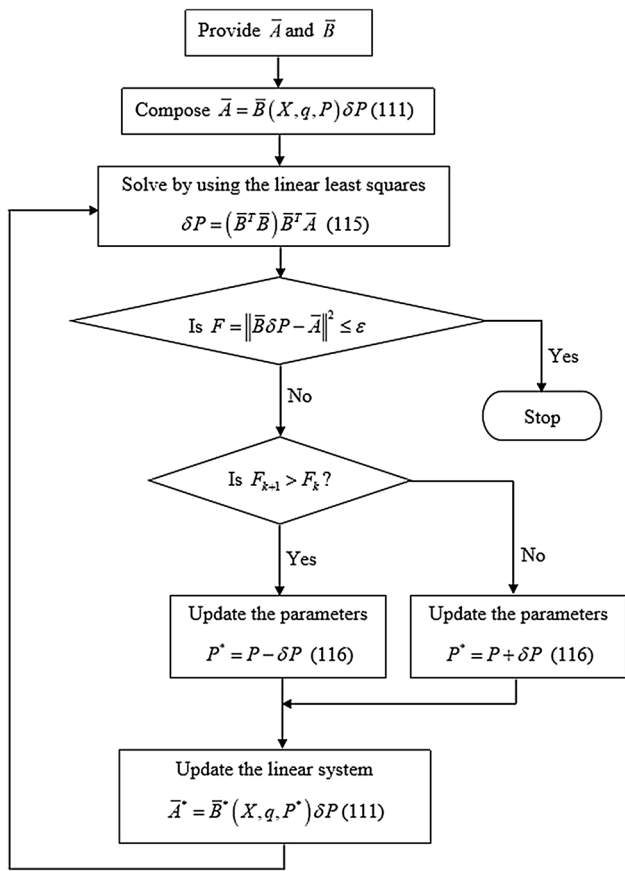 Provide A̅ and B̅
Compose A̅ = B̅(X, q, P)δP (111)
Solve by using the linear least squares
δP = (B̅ᵀB̅)B̅ᵀA̅ (115)
Is F = ‖B̅δP − A̅‖² ≤ ε
Yes
Stop
No
Is Fₖ₊₁ > Fₖ?
Yes
No
Update the parameters
P* = P − δP (116)
Update the parameters
P* = P + δP (116)
Update the linear system
A̅* = B̅*(X, q, P*)δP (111)